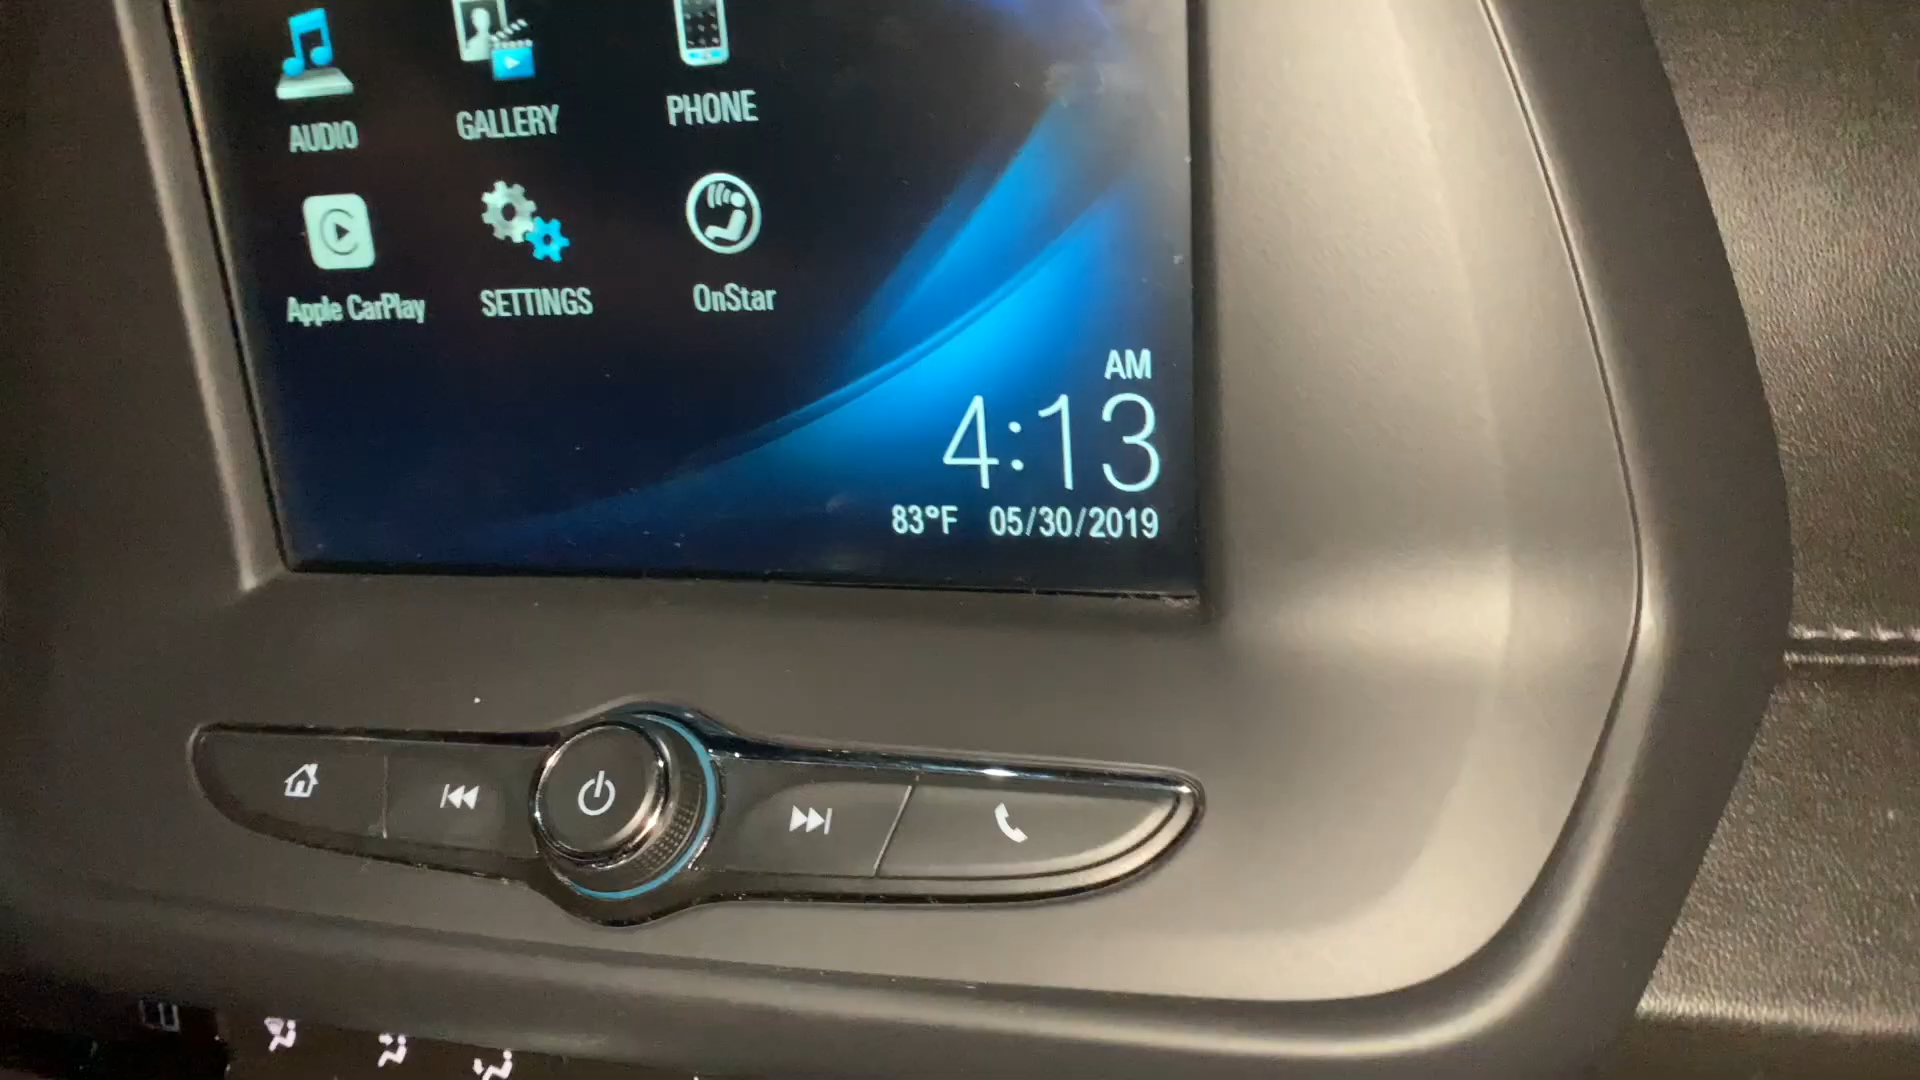 AUDIO GALLERY PHONE
Apple CarPlay SETTINGS OnStar
AM
4:13
83°F 05/30/2019